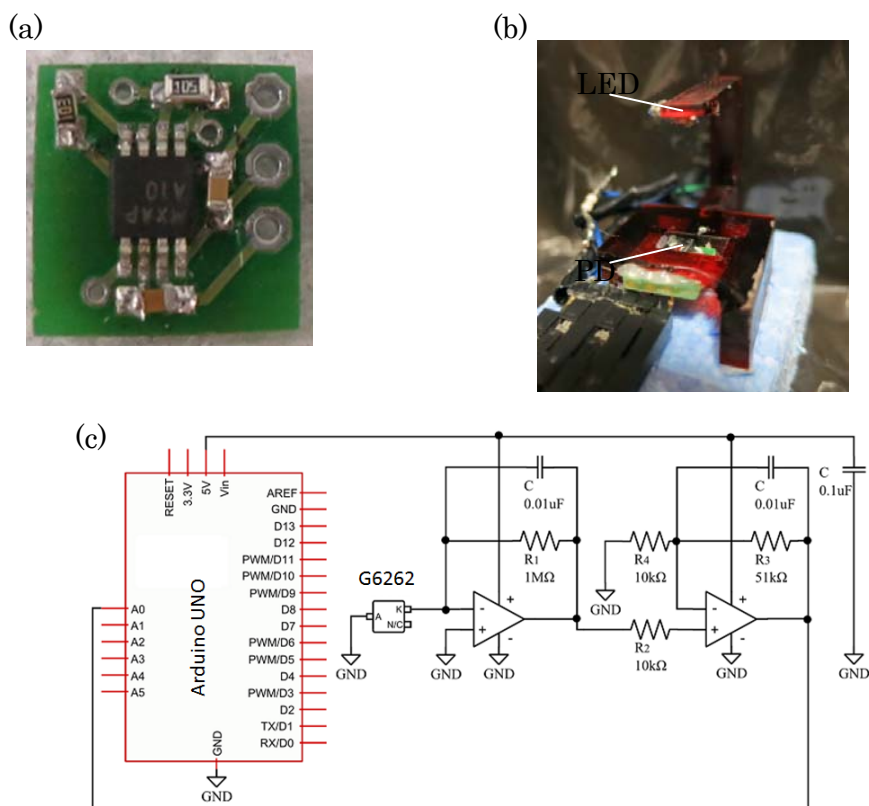 (a)
(b)
103
105
MXAP
A10
LED
PD
(c)
RESET
3.3V
5V
Vin
AREF
GND
D13
D12
PWM/D11
PWM/D10
PWM/D9
D8
D7
PWM/D6
PWM/D5
D4
PWM/D3
D2
TX/D1
RX/D0
A0
A1
A2
A3
A4
A5
Arduino UNO
GND
GND
G6262
A
K
N/C
GND
C
0.01uF
R1
1MΩ
-
+
+
-
GND
GND
R4
10kΩ
GND
R2
10kΩ
C
0.01uF
R3
51kΩ
-
+
+
-
GND
C
0.1uF
GND